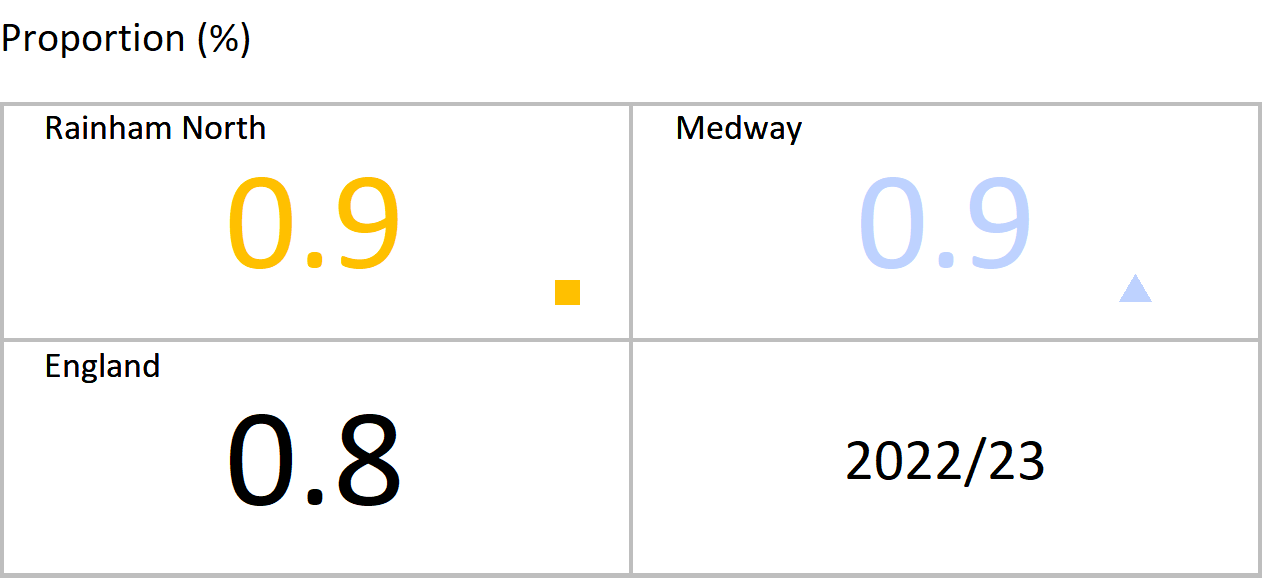 Proportion (%)
Rainham North
0.9
Medway
0.9
England
0.8
2022/23